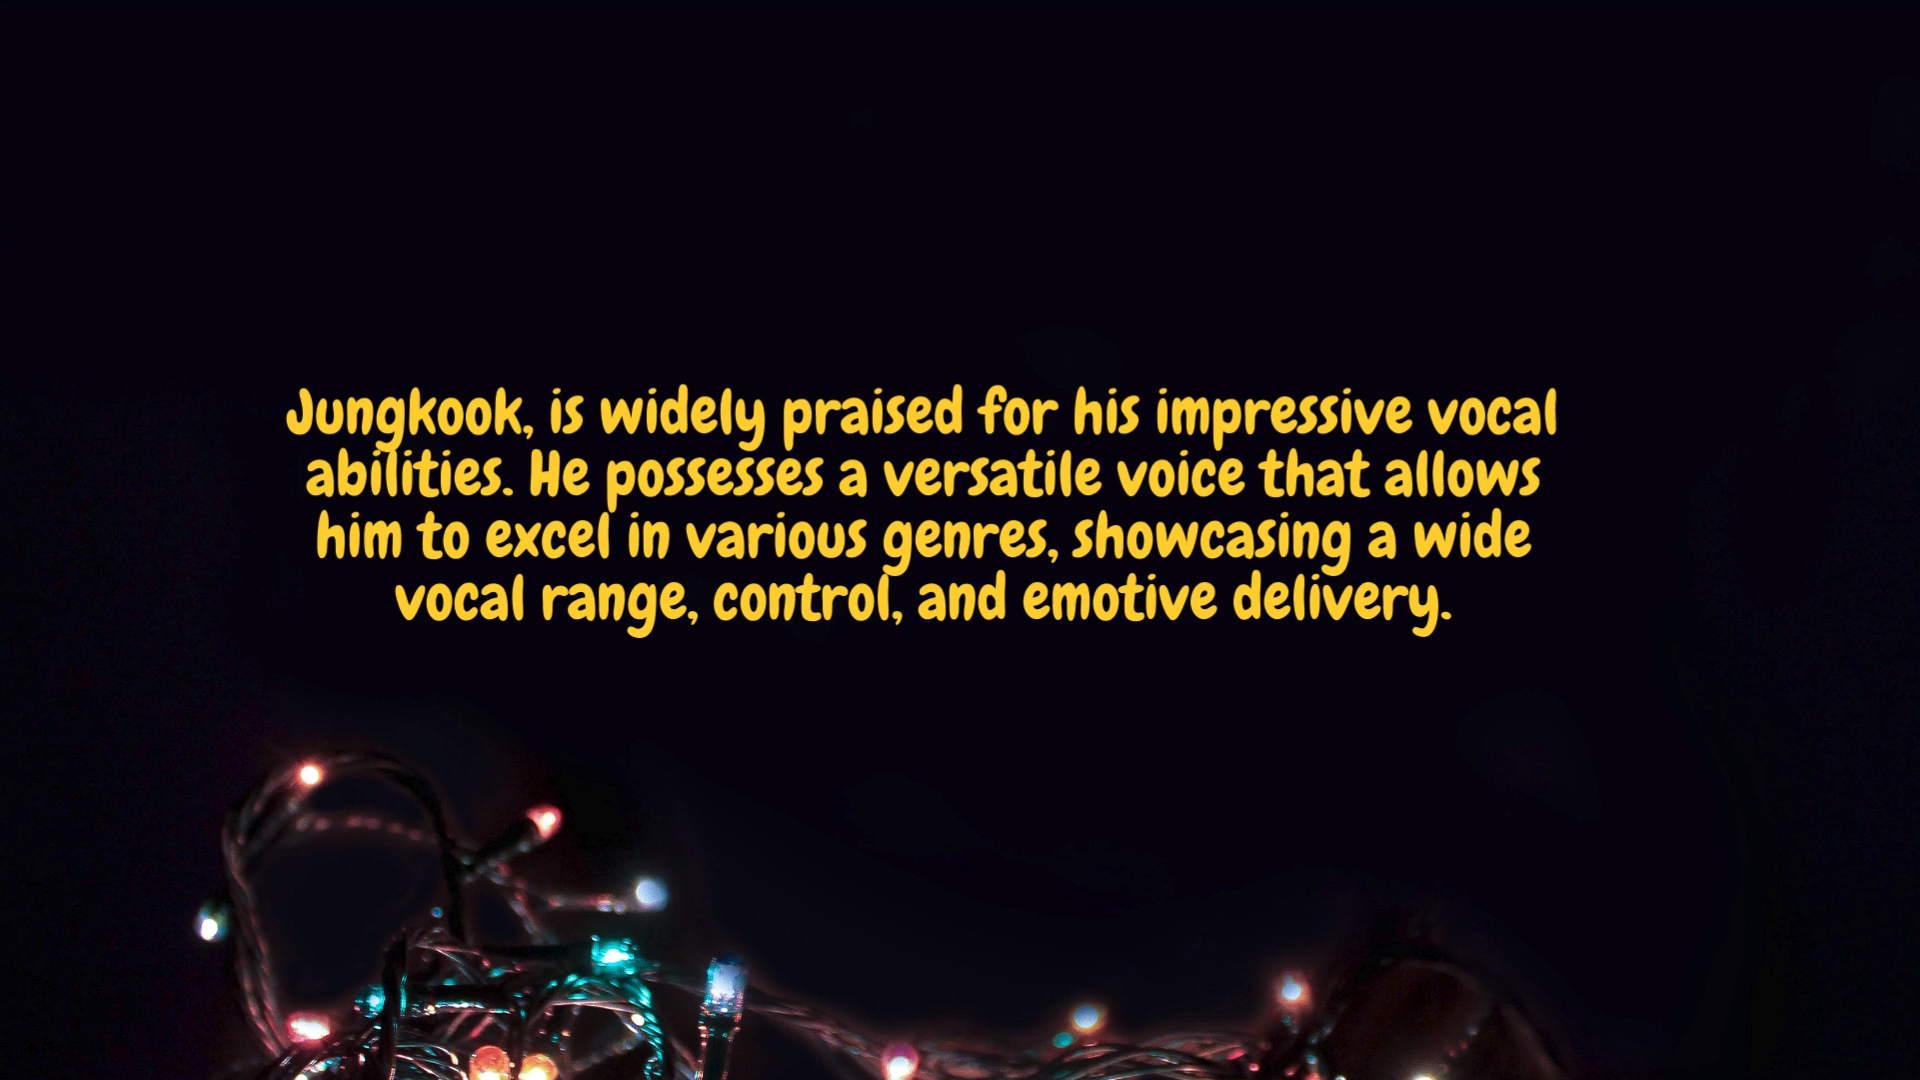 Jungkook, is widely praised for his impressive vocal
abilities. He possesses a versatile voice that allows
him to excel in various genres, showcasing a wide
vocal range, control, and emotive delivery.